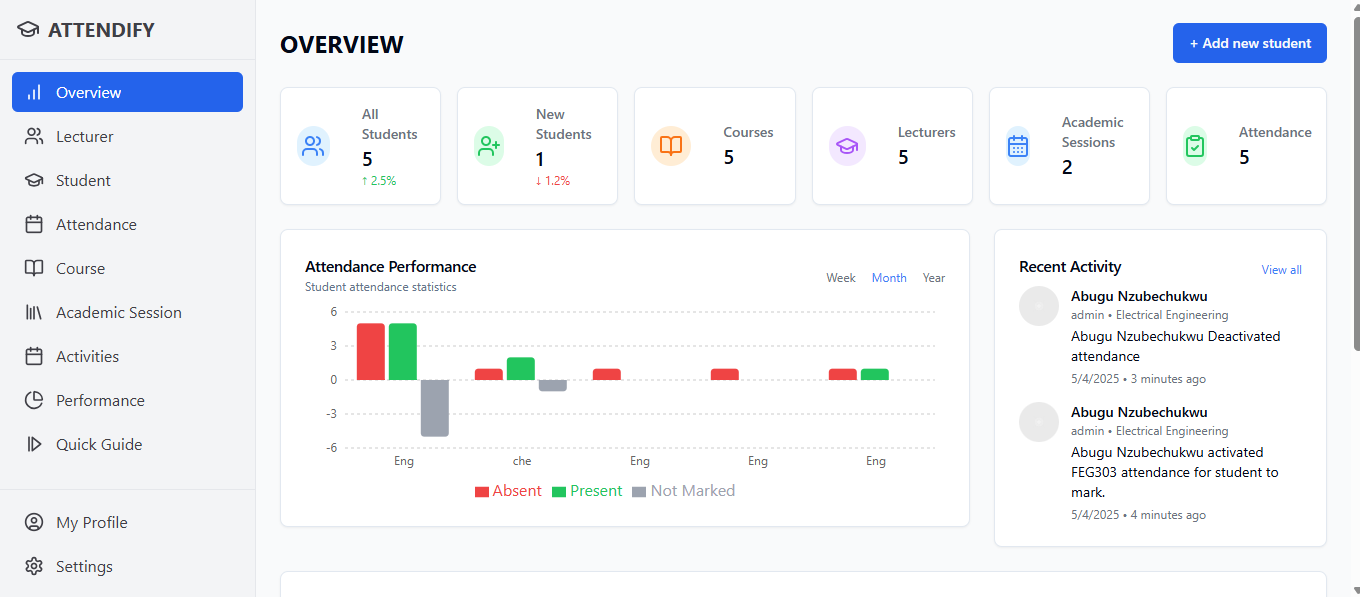 ATTENDIFY
Overview
Lecturer
Student
Attendance
Course
Academic Session
Activities
Performance
Quick Guide
My Profile
Settings
OVERVIEW
+ Add new student
All
Students
5
↑ 2.5%
New
Students
1
↓ 1.2%
Courses
5
Lecturers
5
Academic
Sessions
2
Attendance
5
Attendance Performance
Student attendance statistics
Week Month Year
6
3
0
-3
-6
Eng che Eng Eng Eng
Absent Present Not Marked
Recent Activity
View all
Abugu Nzubechukwu
admin • Electrical Engineering
Abugu Nzubechukwu Deactivated
attendance
5/4/2025 • 3 minutes ago
Abugu Nzubechukwu
admin • Electrical Engineering
Abugu Nzubechukwu activated
FEG303 attendance for student to
mark.
5/4/2025 • 4 minutes ago